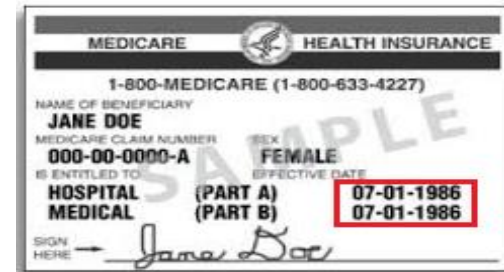 MEDICARE HEALTH INSURANCE
1-800-MEDICARE (1-800-633-4227)
NAME OF BENEFICIARY
JANE DOE
MEDICARE CLAIM NUMBER SEX
000-00-0000-A FEMALE
IS ENTITLED TO EFFECTIVE DATE
HOSPITAL (PART A) 07-01-1986
MEDICAL (PART B) 07-01-1986
SIGN
HERE Jane Doe
SAMPLE